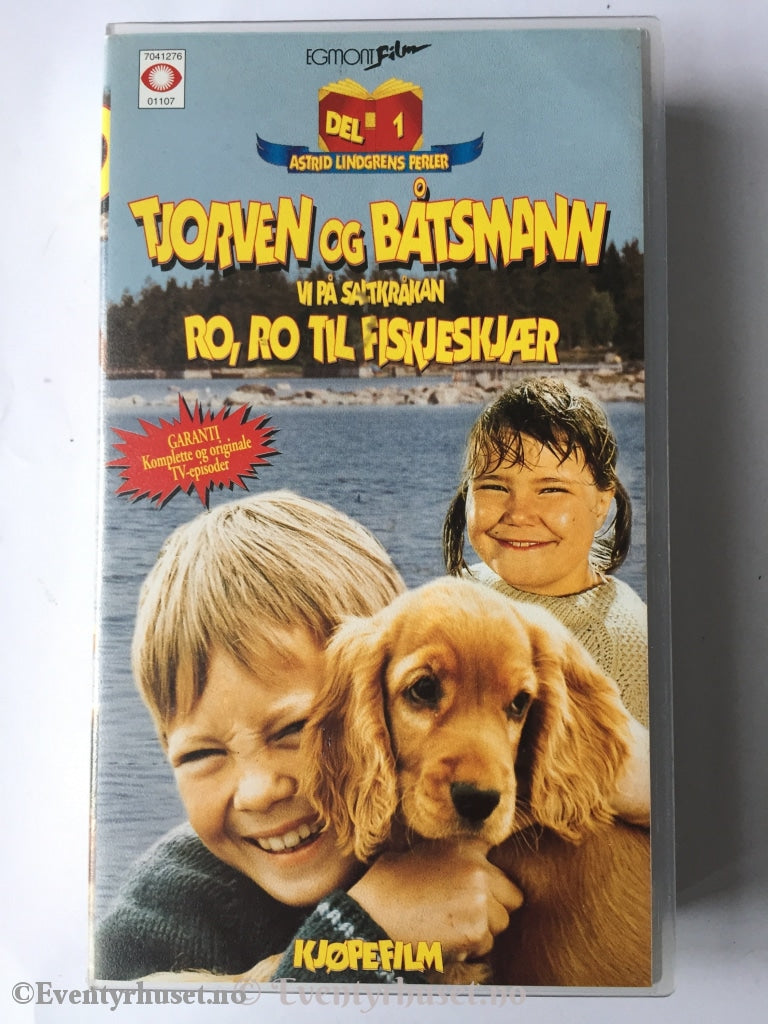 EGMONT Film
7041276
01107
DEL 1
ASTRID LINDGRENS PERLER
TJORVEN OG BÅTSMANN
VI PÅ SALTKRÅKAN
RO, RO TIL FISKJESKJÆR
GARANTI
Komplette og originale
TV-episoder
KJØPEFILM
©Eventyrhuset.no © Eventyrhuset.no